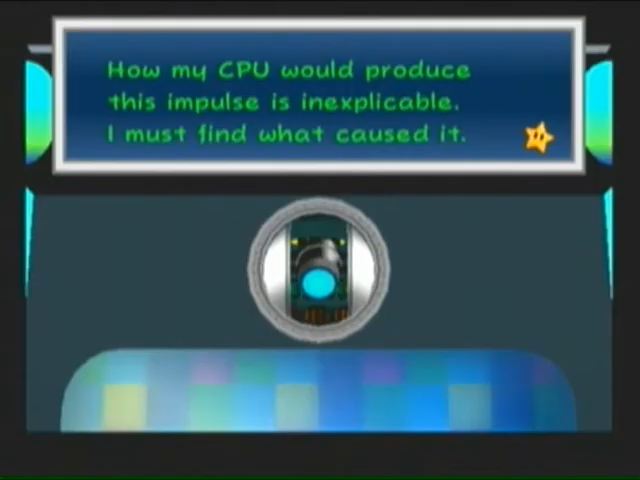 How my CPU would produce
this impulse is inexplicable.
I must find what caused it.